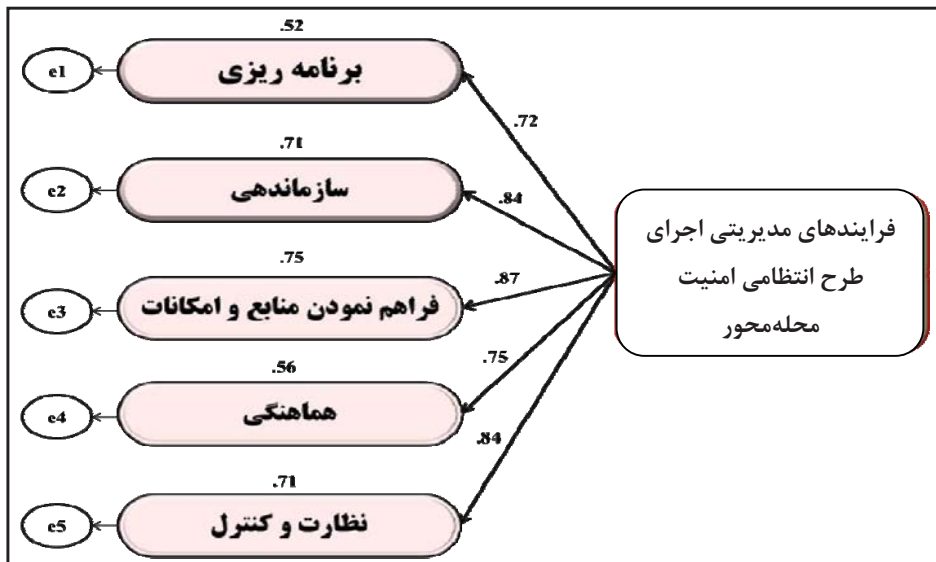 .52
برنامه ریزی
e1
.72
.71
سازماندهی
e2
.84
.75
فراهم نمودن منابع و امکانات
e3
.87
.56
هماهنگی
e4
.75
.71
نظارت و کنترل
e5
.84
فرایندهای مدیریتی اجرای
طرح انتظامی امنیت
محله‌محور